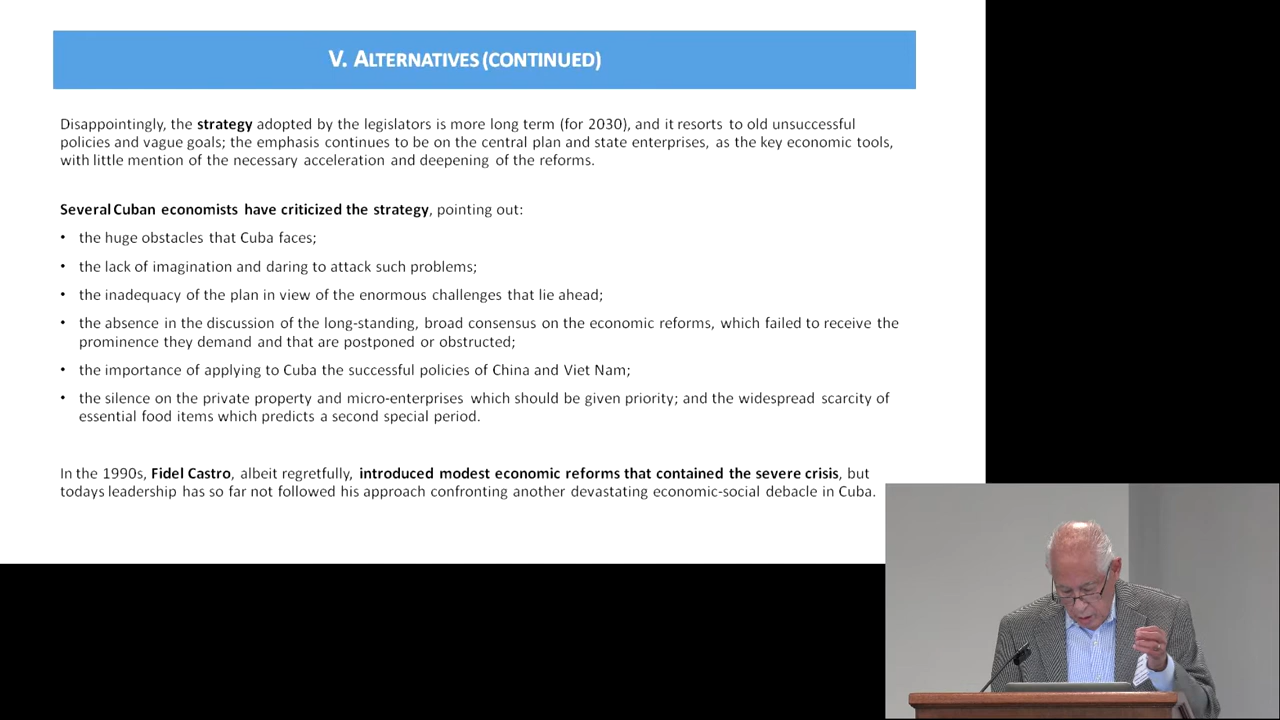 V. ALTERNATIVES (CONTINUED)
Disappointingly, the strategy adopted by the legislators is more long term (for 2030), and it resorts to old unsuccessful
policies and vague goals; the emphasis continues to be on the central plan and state enterprises, as the key economic tools,
with little mention of the necessary acceleration and deepening of the reforms.
Several Cuban economists have criticized the strategy, pointing out:
• the huge obstacles that Cuba faces;
• the lack of imagination and daring to attack such problems;
• the inadequacy of the plan in view of the enormous challenges that lie ahead;
• the absence in the discussion of the long-standing, broad consensus on the economic reforms, which failed to receive the
prominence they demand and that are postponed or obstructed;
• the importance of applying to Cuba the successful policies of China and Viet Nam;
• the silence on the private property and micro-enterprises which should be given priority; and the widespread scarcity of
essential food items which predicts a second special period.
In the 1990s, Fidel Castro, albeit regretfully, introduced modest economic reforms that contained the severe crisis, but
todays leadership has so far not followed his approach confronting another devastating economic-social debacle in Cuba.